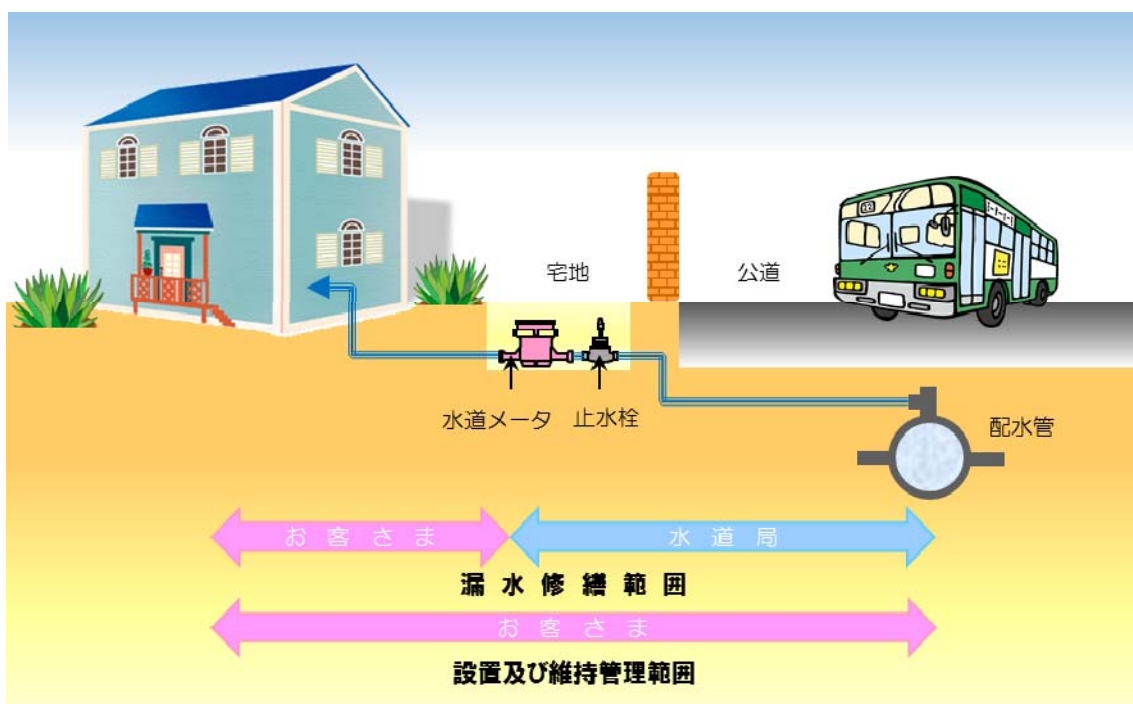 宅地
公道
水道メータ
止水栓
配水管
お客さま
水道局
漏水修繕範囲
お客さま
設置及び維持管理範囲